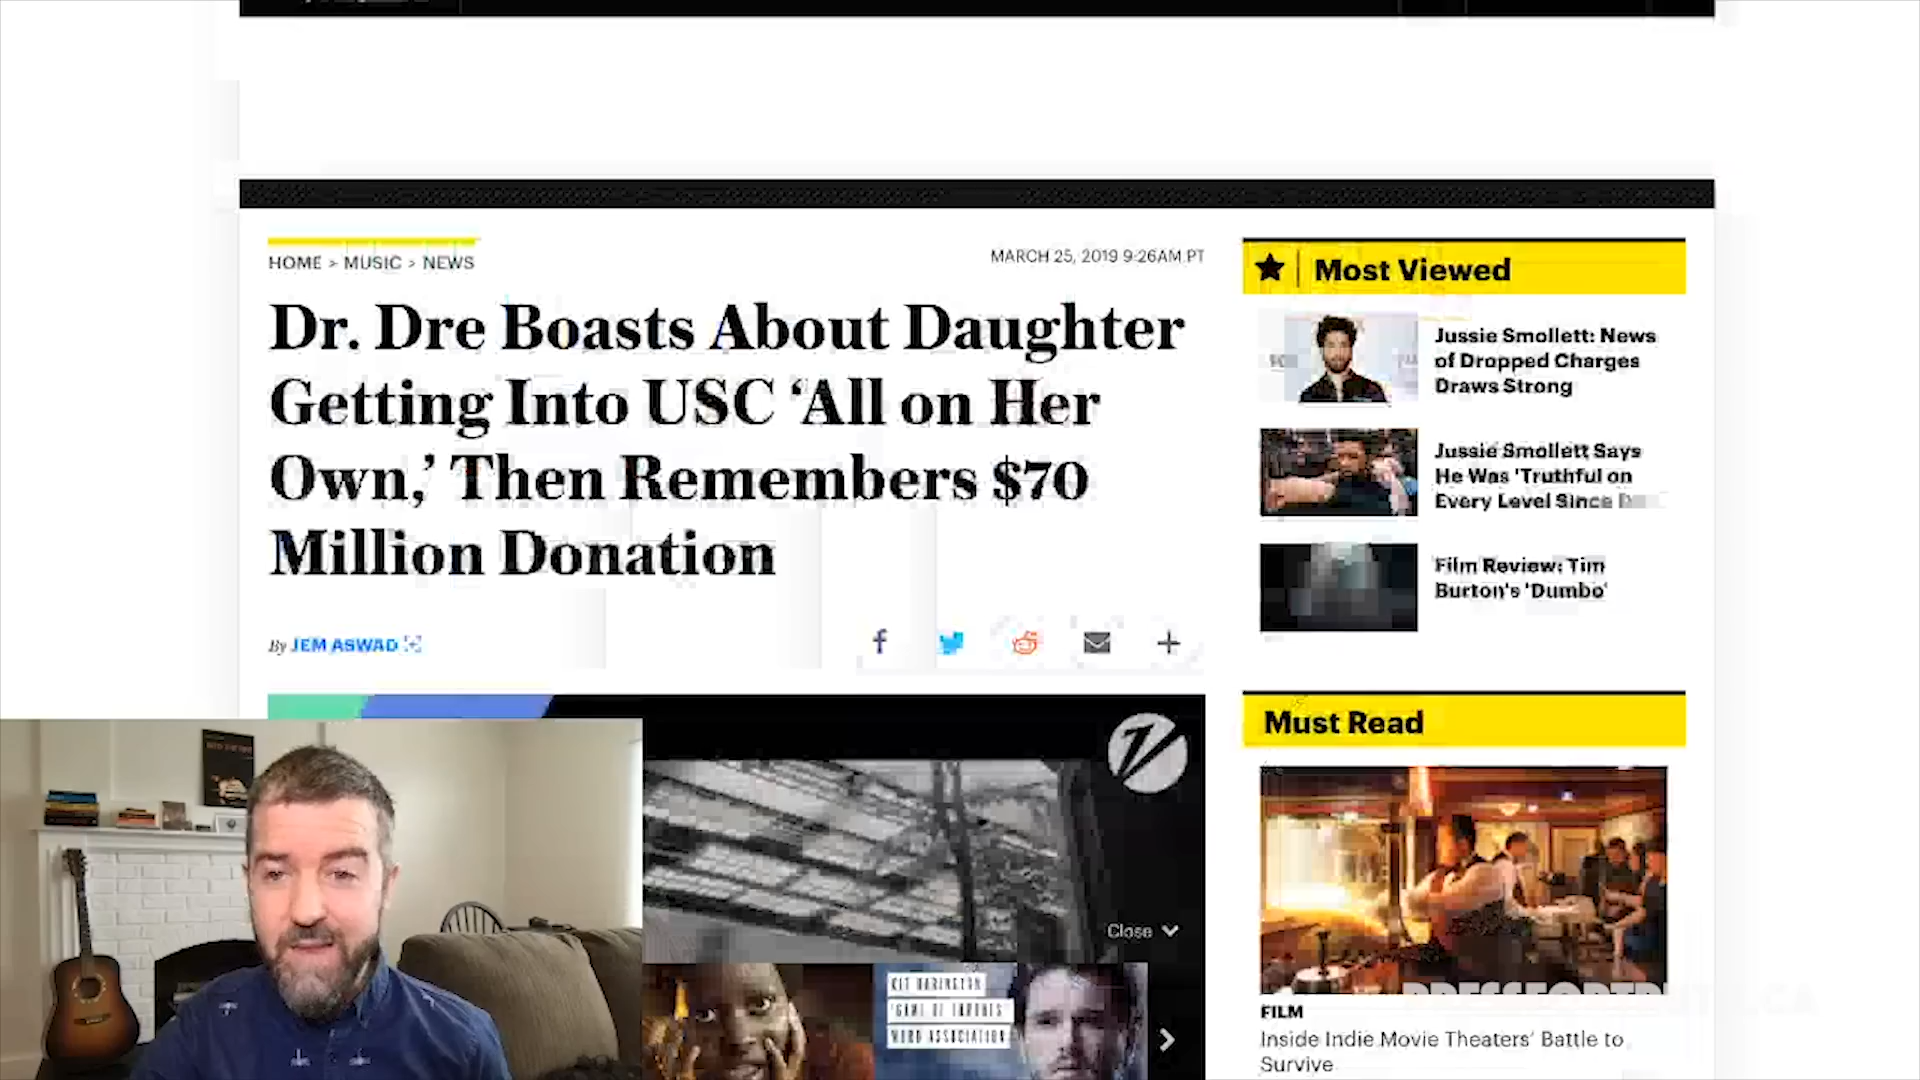 HOME > MUSIC > NEWS
MARCH 25, 2019 9:26AM PT
Dr. Dre Boasts About Daughter
Getting Into USC ‘All on Her
Own,’ Then Remembers $70
Million Donation
By JEM ASWAD
Most Viewed
Jussie Smollett: News
of Dropped Charges
Draws Strong
Jussie Smollett Says
He Was 'Truthful on
Every Level Since
Film Review: Tim
Burton's 'Dumbo'
Must Read
FILM
Inside Indie Movie Theaters’ Battle to
Survive
Close
KIT HARINGTON
'GAME OF THRONES'
WORD ASSOCIATION
PRESSFORTRUTH.CA